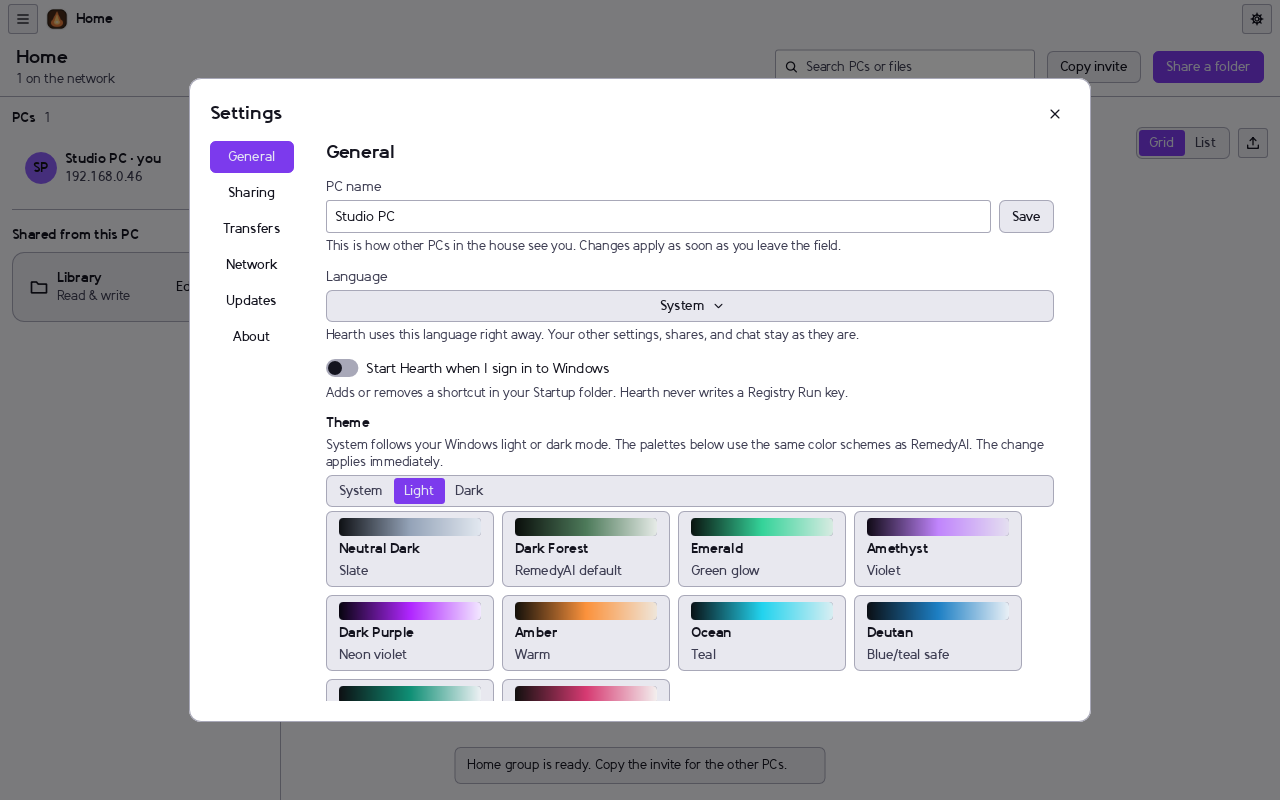 Home
Home
1 on the network
Search PCs or files
Copy invite
Share a folder
PCs 1
SP
Studio PC · you
192.168.0.46
Shared from this PC
Library
Read & write
Grid
List
Settings
General
Sharing
Transfers
Network
Updates
About
General
PC name
Studio PC
Save
This is how other PCs in the house see you. Changes apply as soon as you leave the field.
Language
System
Hearth uses this language right away. Your other settings, shares, and chat stay as they are.
Start Hearth when I sign in to Windows
Adds or removes a shortcut in your Startup folder. Hearth never writes a Registry Run key.
Theme
System follows your Windows light or dark mode. The palettes below use the same color schemes as RemedyAI. The change
applies immediately.
System Light Dark
Neutral Dark
Slate
Dark Forest
RemedyAI default
Emerald
Green glow
Amethyst
Violet
Dark Purple
Neon violet
Amber
Warm
Ocean
Teal
Deutan
Blue/teal safe
Home group is ready. Copy the invite for the other PCs.